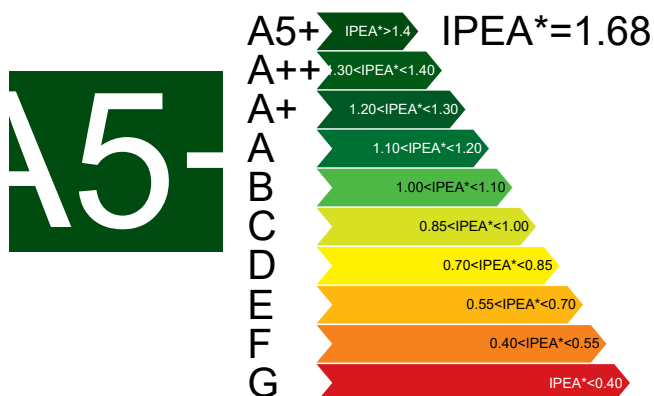 A5+
A5+ IPEA*>1.4 IPEA*=1.68
A++ 1.30<IPEA*<1.40
A+ 1.20<IPEA*<1.30
A 1.10<IPEA*<1.20
B 1.00<IPEA*<1.10
C 0.85<IPEA*<1.00
D 0.70<IPEA*<0.85
E 0.55<IPEA*<0.70
F 0.40<IPEA*<0.55
G IPEA*<0.40